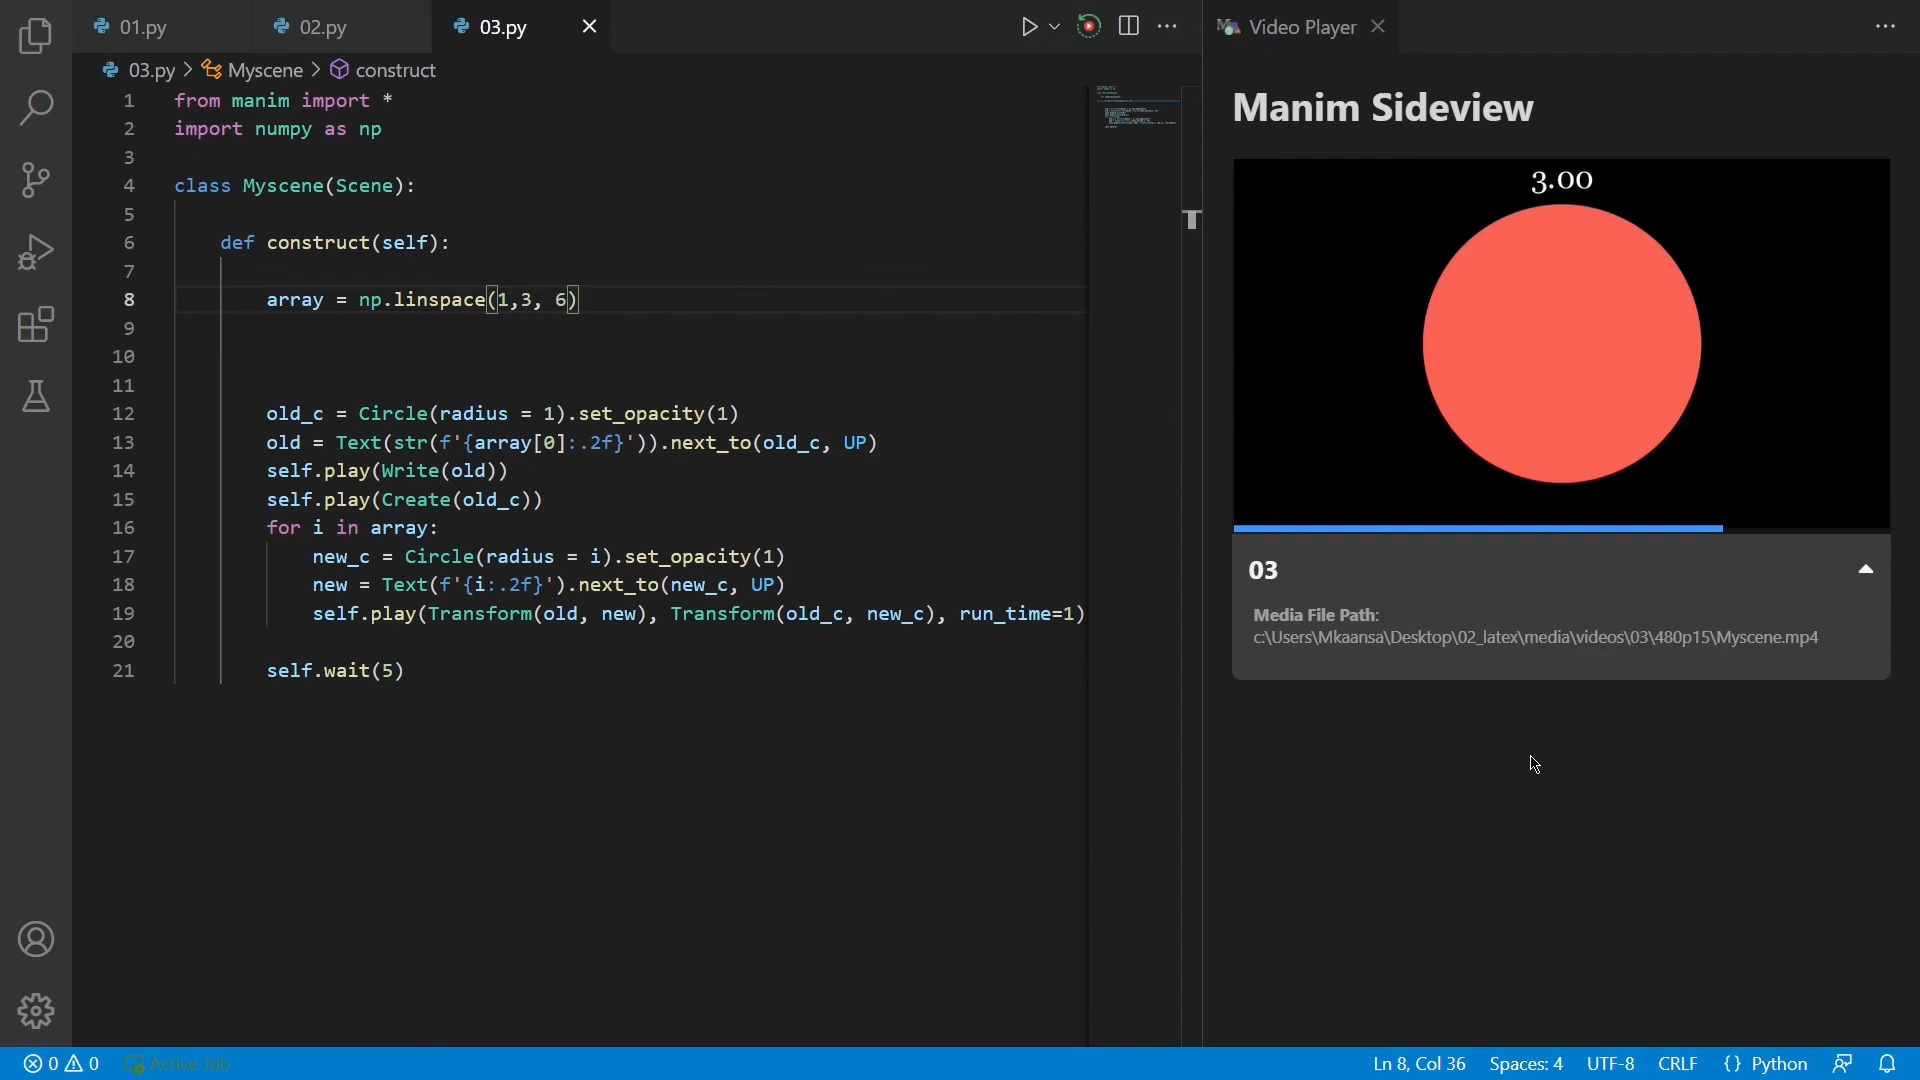 01.py 02.py 03.py Video Player
03.py > Myscene > construct
Manim Sideview
1 from manim import *
2 import numpy as np
3
4 class Myscene(Scene):
5
6 def construct(self):
7
8 array = np.linspace(1,3, 6)
9
10
11
12 old_c = Circle(radius = 1).set_opacity(1)
13 old = Text(str(f'{array[0]:.2f}')).next_to(old_c, UP)
14 self.play(Write(old))
15 self.play(Create(old_c))
16 for i in array:
17 new_c = Circle(radius = i).set_opacity(1)
18 new = Text(f'{i:.2f}').next_to(new_c, UP)
19 self.play(Transform(old, new), Transform(old_c, new_c), run_time=1)
20
21 self.wait(5)
3.00
03
Media File Path:
c:\Users\Mkaansa\Desktop\02_latex\media\videos\03\480p15\Myscene.mp4
0 0 Active Job Ln 8, Col 36 Spaces: 4 UTF-8 CRLF {} Python